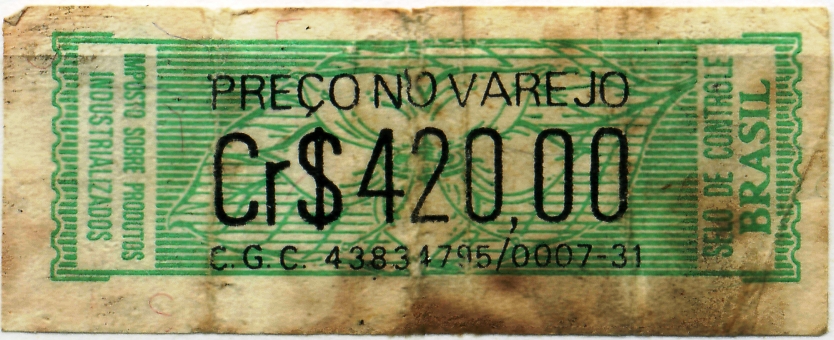 IMPOSTO SOBRE PRODUTOS
INDUSTRIALIZADOS
PREÇO NO VAREJO
Cr$420,00
C.G.C. 43834795/0007-31
SELO DE CONTROLE
BRASIL